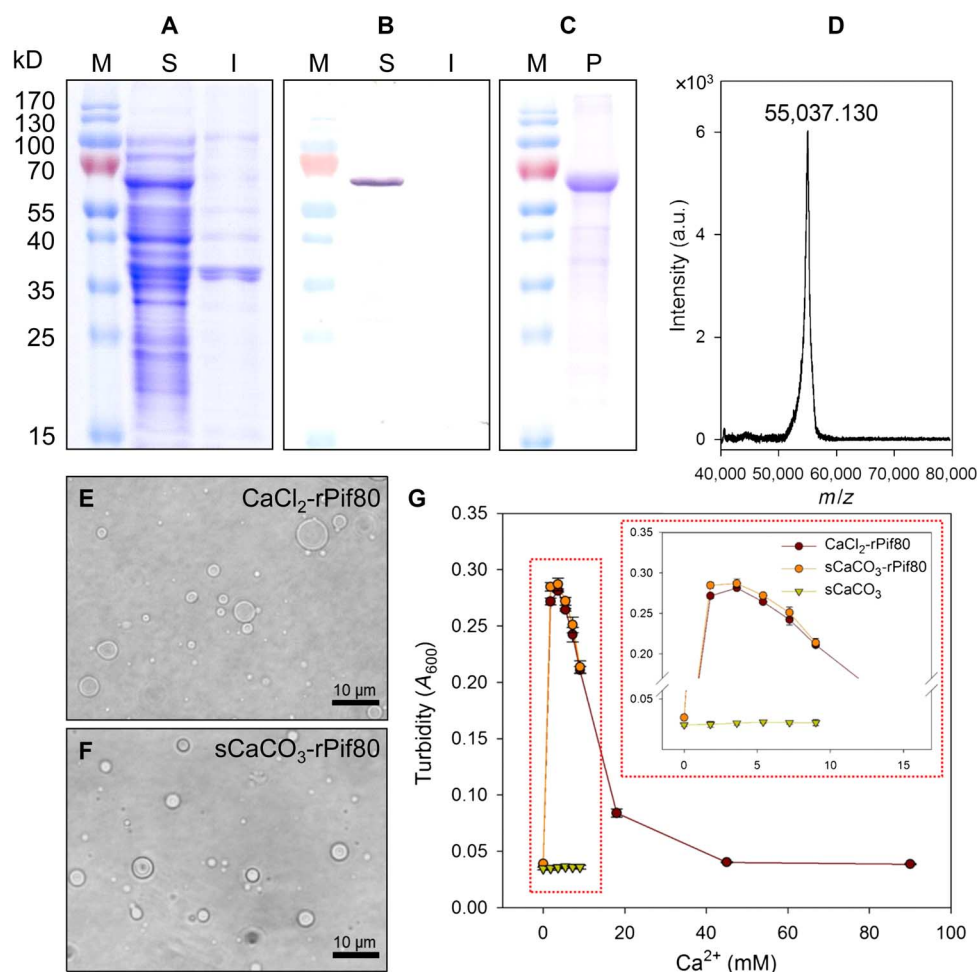 A B C D
kD M S I M S I M P
170
130
100
70
55
40
35
25
15
×10³
55,037.130
6
4
2
0
Intensity (a.u.)
40,000 50,000 60,000 70,000 80,000
m/z
E CaCl₂-rPif80
10 µm
F sCaCO₃-rPif80
10 µm
G
0.35
0.30
0.25
0.20
0.15
0.10
0.05
0.00
Turbidity (A₆₀₀)
0 20 40 60 80 100
Ca²⁺ (mM)
CaCl₂-rPif80
sCaCO₃-rPif80
sCaCO₃
0.35
0.30
0.25
0.20
0.05
0 5 10 15